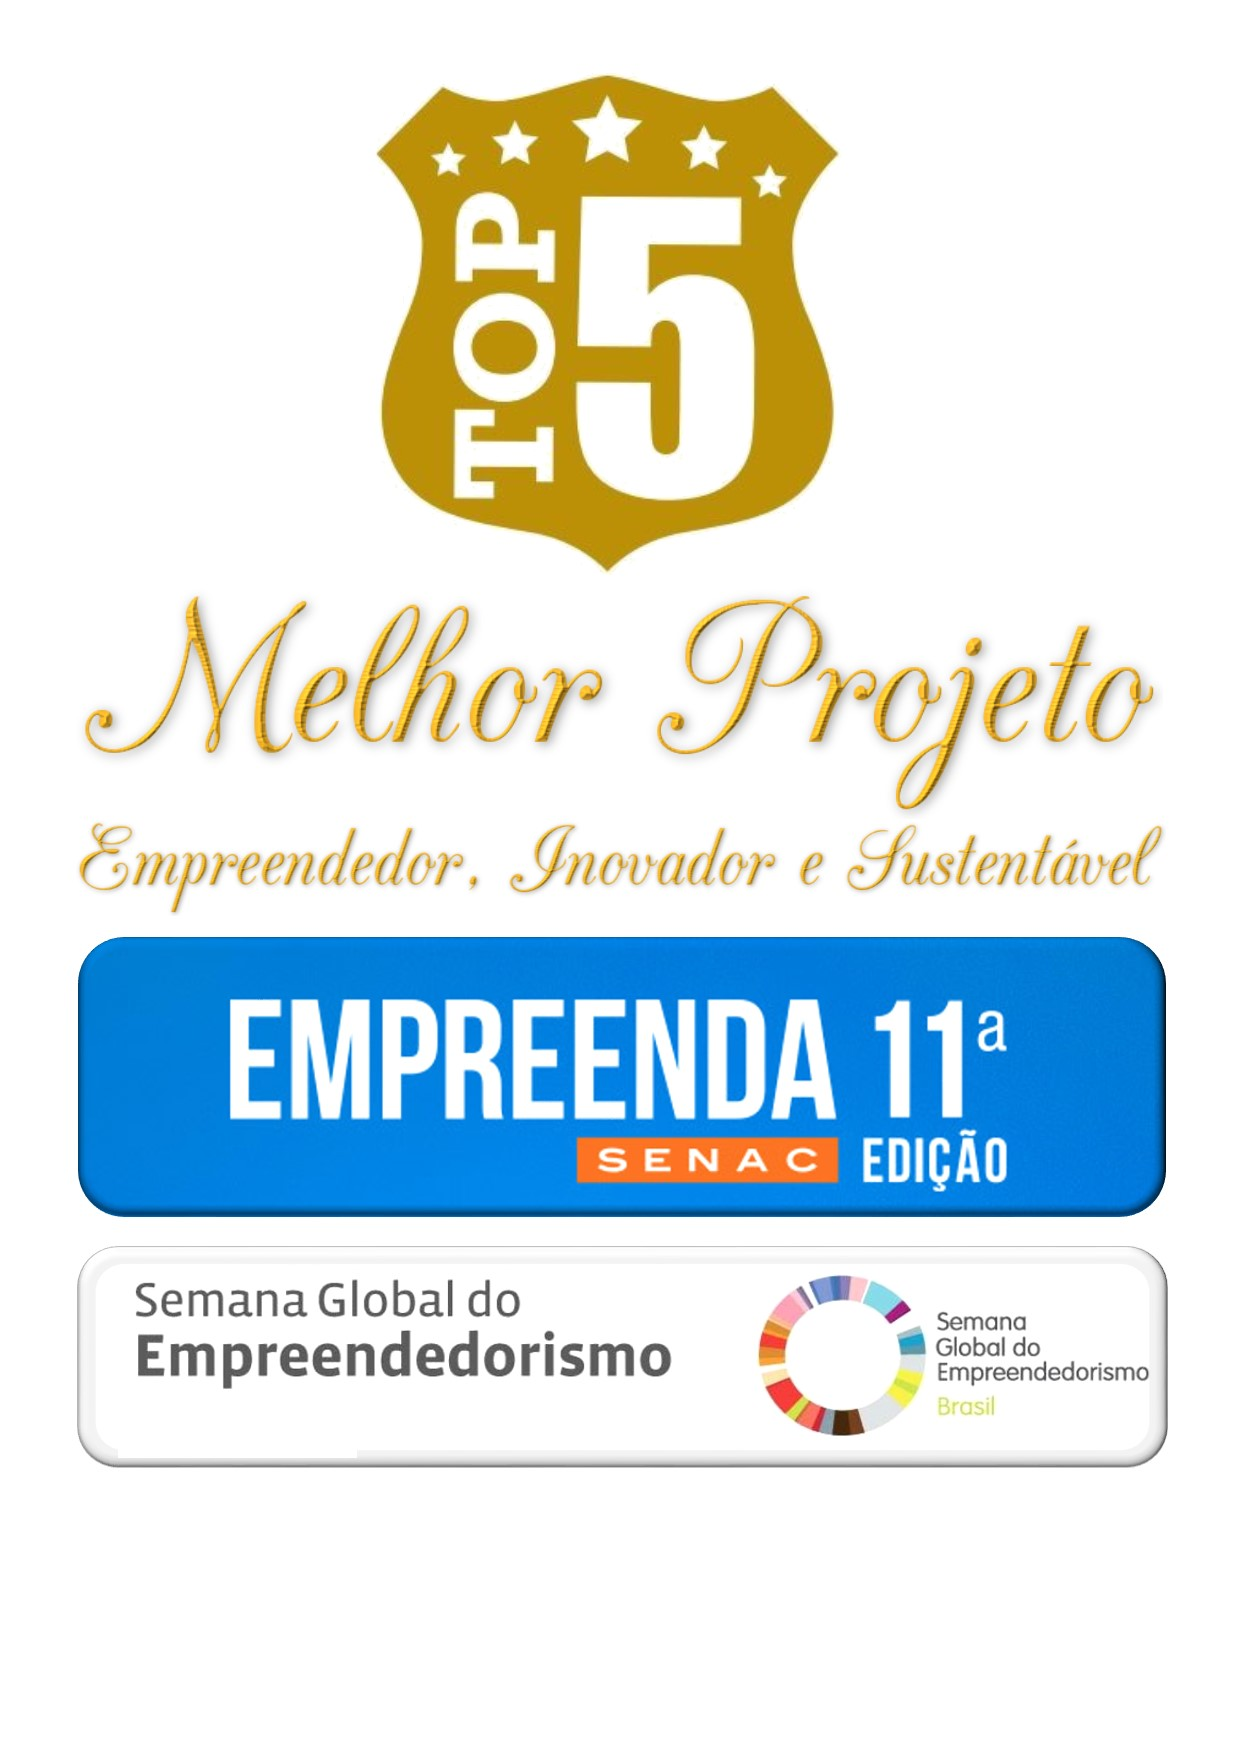 TOP 5
Melhor Projeto
Empreendedor, Inovador e Sustentável
EMPREENDA 11ª
SENAC EDIÇÃO
Semana Global do
Empreendedorismo
Semana
Global do
Empreendedorismo
Brasil